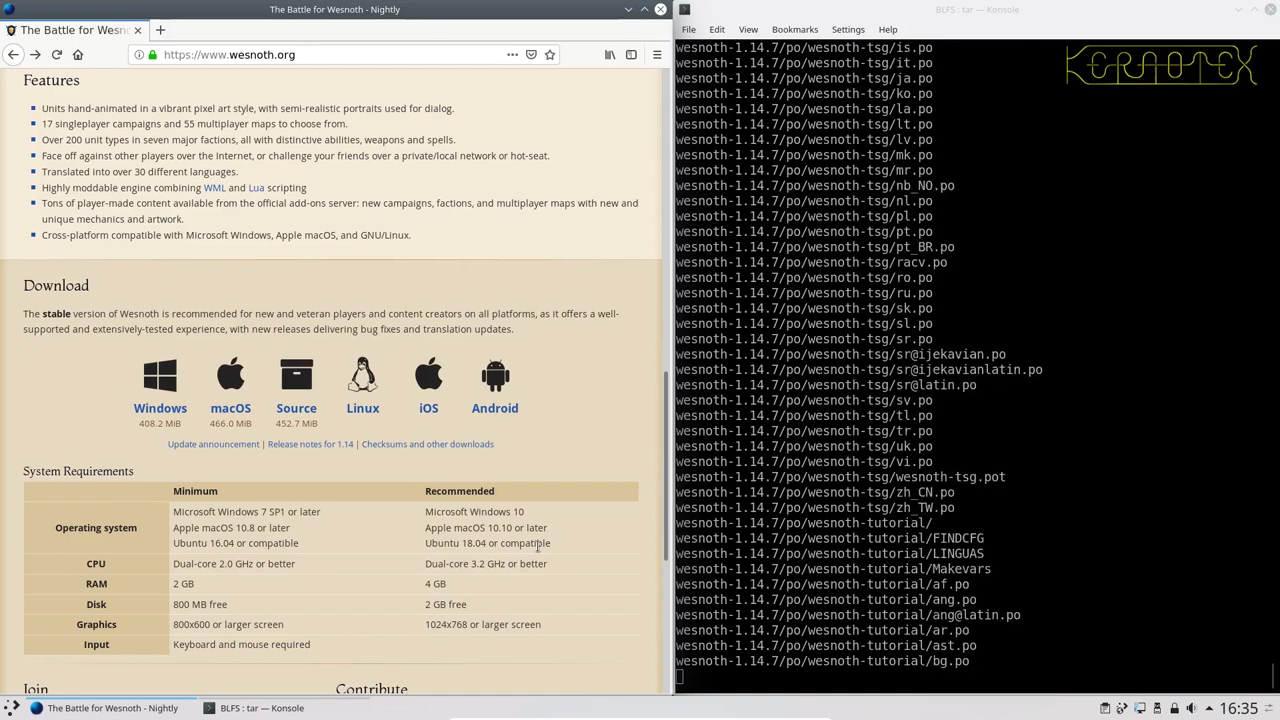 The Battle for Wesnoth - Nightly
The Battle for Wesn
https://www.wesnoth.org
Features
Units hand-animated in a vibrant pixel art style, with semi-realistic portraits used for dialog.
17 singleplayer campaigns and 55 multiplayer maps to choose from.
Over 200 unit types in seven major factions, all with distinctive abilities, weapons and spells.
Face off against other players over the Internet, or challenge your friends over a private/local network or hot-seat.
Translated into over 30 different languages.
Highly moddable engine combining WML and Lua scripting
Tons of player-made content available from the official add-ons server: new campaigns, factions, and multiplayer maps with new and
unique mechanics and artwork.
Cross-platform compatible with Microsoft Windows, Apple macOS, and GNU/Linux.
Download
The stable version of Wesnoth is recommended for new and veteran players and content creators on all platforms, as it offers a well-
supported and extensively-tested experience, with new releases delivering bug fixes and translation updates.
Windows macOS Source Linux iOS Android
408.2 MiB 466.0 MiB 452.7 MiB
Update announcement | Release notes for 1.14 | Checksums and other downloads
System Requirements
Minimum Recommended
Operating system
Microsoft Windows 7 SP1 or later Microsoft Windows 10
Apple macOS 10.8 or later Apple macOS 10.10 or later
Ubuntu 16.04 or compatible Ubuntu 18.04 or compatible
CPU Dual-core 2.0 GHz or better Dual-core 3.2 GHz or better
RAM 2 GB 4 GB
Disk 800 MB free 2 GB free
Graphics 800x600 or larger screen 1024x768 or larger screen
Input Keyboard and mouse required
Join Contribute
BLFS : tar — Konsole
File Edit View Bookmarks Settings Help
KERAOTEX
wesnoth-1.14.7/po/wesnoth-tsg/is.po
wesnoth-1.14.7/po/wesnoth-tsg/it.po
wesnoth-1.14.7/po/wesnoth-tsg/ja.po
wesnoth-1.14.7/po/wesnoth-tsg/ko.po
wesnoth-1.14.7/po/wesnoth-tsg/la.po
wesnoth-1.14.7/po/wesnoth-tsg/lt.po
wesnoth-1.14.7/po/wesnoth-tsg/lv.po
wesnoth-1.14.7/po/wesnoth-tsg/mk.po
wesnoth-1.14.7/po/wesnoth-tsg/mr.po
wesnoth-1.14.7/po/wesnoth-tsg/nb_NO.po
wesnoth-1.14.7/po/wesnoth-tsg/nl.po
wesnoth-1.14.7/po/wesnoth-tsg/pl.po
wesnoth-1.14.7/po/wesnoth-tsg/pt.po
wesnoth-1.14.7/po/wesnoth-tsg/pt_BR.po
wesnoth-1.14.7/po/wesnoth-tsg/racv.po
wesnoth-1.14.7/po/wesnoth-tsg/ro.po
wesnoth-1.14.7/po/wesnoth-tsg/ru.po
wesnoth-1.14.7/po/wesnoth-tsg/sk.po
wesnoth-1.14.7/po/wesnoth-tsg/sl.po
wesnoth-1.14.7/po/wesnoth-tsg/sr.po
wesnoth-1.14.7/po/wesnoth-tsg/sr@ijekavian.po
wesnoth-1.14.7/po/wesnoth-tsg/sr@ijekavianlatin.po
wesnoth-1.14.7/po/wesnoth-tsg/sr@latin.po
wesnoth-1.14.7/po/wesnoth-tsg/sv.po
wesnoth-1.14.7/po/wesnoth-tsg/tl.po
wesnoth-1.14.7/po/wesnoth-tsg/tr.po
wesnoth-1.14.7/po/wesnoth-tsg/uk.po
wesnoth-1.14.7/po/wesnoth-tsg/vi.po
wesnoth-1.14.7/po/wesnoth-tsg/wesnoth-tsg.pot
wesnoth-1.14.7/po/wesnoth-tsg/zh_CN.po
wesnoth-1.14.7/po/wesnoth-tsg/zh_TW.po
wesnoth-1.14.7/po/wesnoth-tutorial/
wesnoth-1.14.7/po/wesnoth-tutorial/FINDCFG
wesnoth-1.14.7/po/wesnoth-tutorial/LINGUAS
wesnoth-1.14.7/po/wesnoth-tutorial/Makevars
wesnoth-1.14.7/po/wesnoth-tutorial/af.po
wesnoth-1.14.7/po/wesnoth-tutorial/ang.po
wesnoth-1.14.7/po/wesnoth-tutorial/ang@latin.po
wesnoth-1.14.7/po/wesnoth-tutorial/ar.po
wesnoth-1.14.7/po/wesnoth-tutorial/ast.po
wesnoth-1.14.7/po/wesnoth-tutorial/bg.po
The Battle for Wesnoth - Nightly BLFS : tar — Konsole 16:35